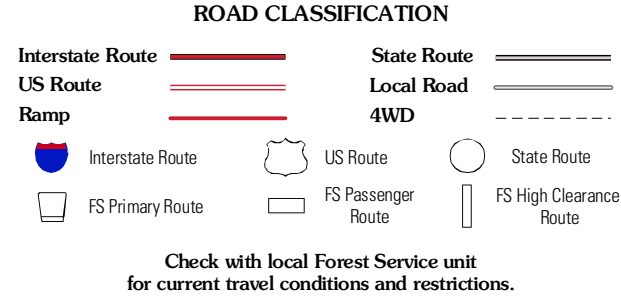 ROAD CLASSIFICATION
Interstate Route
State Route
US Route
Local Road
Ramp
4WD
Interstate Route
US Route
State Route
FS Primary Route
FS Passenger
Route
FS High Clearance
Route
Check with local Forest Service unit
for current travel conditions and restrictions.